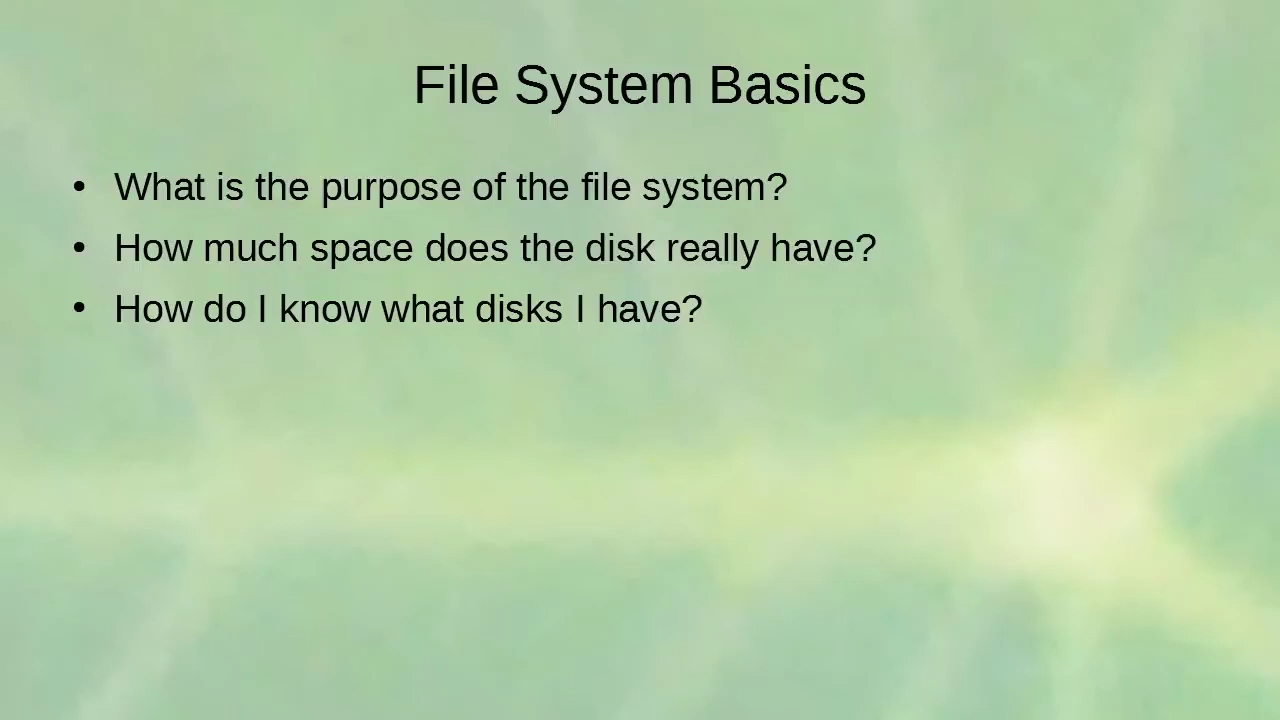 File System Basics
• What is the purpose of the file system?
• How much space does the disk really have?
• How do I know what disks I have?